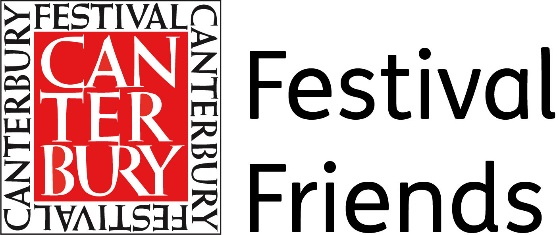 FESTIVAL
CANTERBURY
CANTERBURY
FESTIVAL
CAN
TER
BURY
Festival
Friends